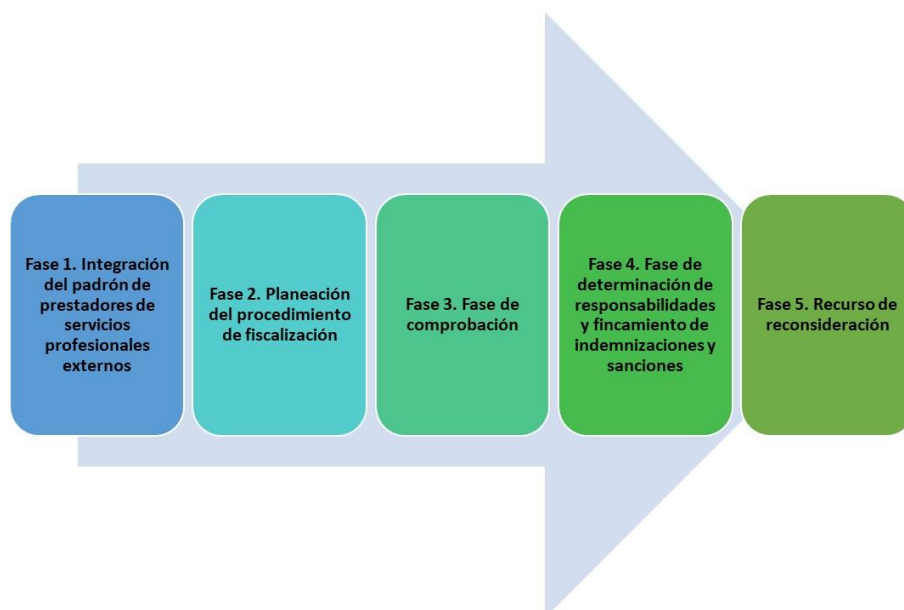 Fase 1. Integración
del padrón de
prestadores de
servicios
profesionales
externos
Fase 2. Planeación
del procedimiento
de fiscalización
Fase 3. Fase de
comprobación
Fase 4. Fase de
determinación de
responsabilidades
y fincamiento de
indemnizaciones y
sanciones
Fase 5. Recurso de
reconsideración